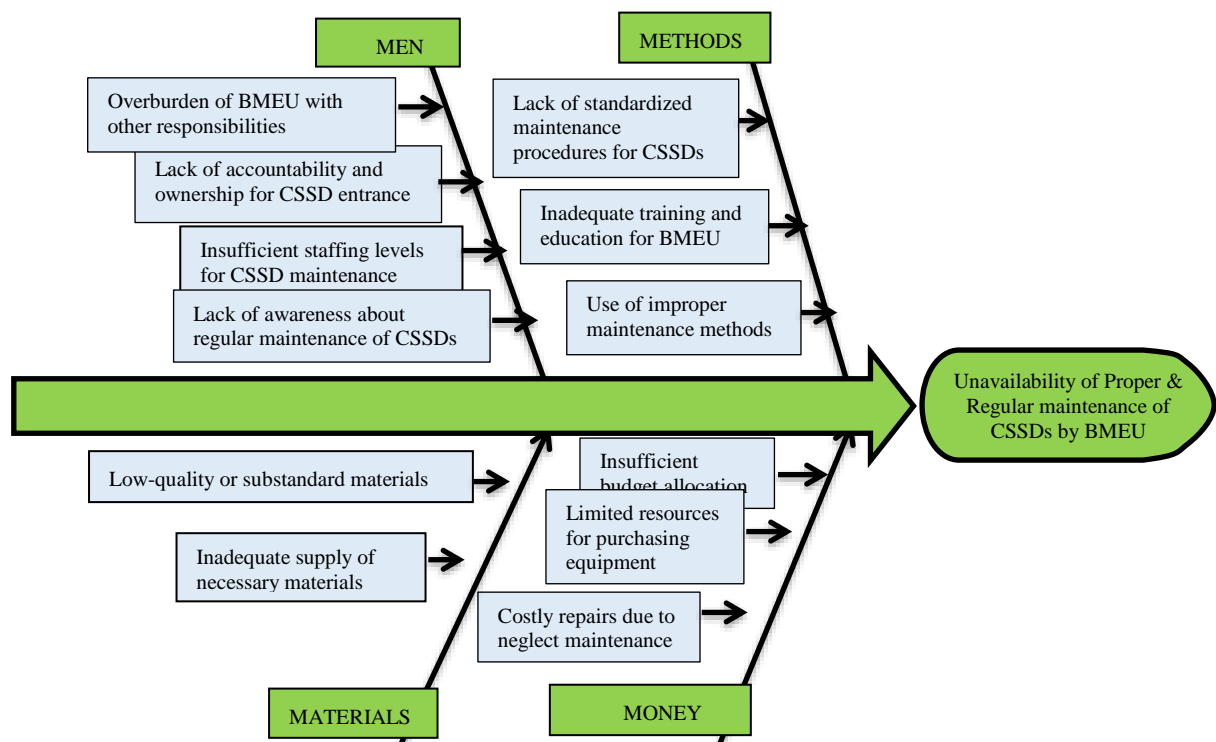 MEN
METHODS
Overburden of BMEU with
other responsibilities
Lack of accountability and
ownership for CSSD entrance
Insufficient staffing levels
for CSSD maintenance
Lack of awareness about
regular maintenance of CSSDs
Lack of standardized
maintenance
procedures for CSSDs
Inadequate training and
education for BMEU
Use of improper
maintenance methods
Unavailability of Proper &
Regular maintenance of
CSSDs by BMEU
Low-quality or substandard materials
Inadequate supply of
necessary materials
Insufficient
budget allocation
Limited resources
for purchasing
equipment
Costly repairs due to
neglect maintenance
MATERIALS
MONEY